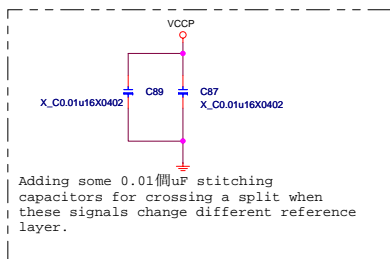 VCCP
C89
C87
X_C0.01u16X0402
X_C0.01u16X0402
Adding some 0.01個uF stitching
capacitors for crossing a split when
these signals change different reference
layer.